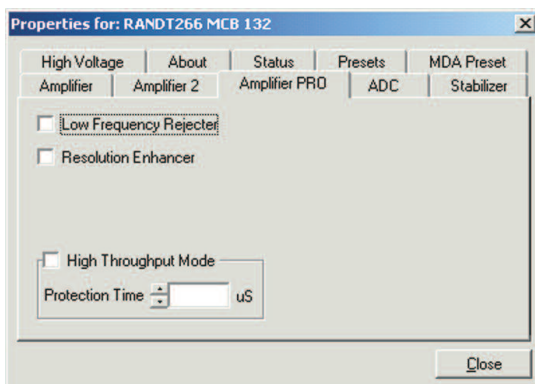 Properties for: RANDT266 MCB 132
High Voltage About Status Presets MDA Preset
Amplifier Amplifier 2 Amplifier PRO ADC Stabilizer
Low Frequency Rejecter
Resolution Enhancer
High Throughput Mode
Protection Time uS
Close